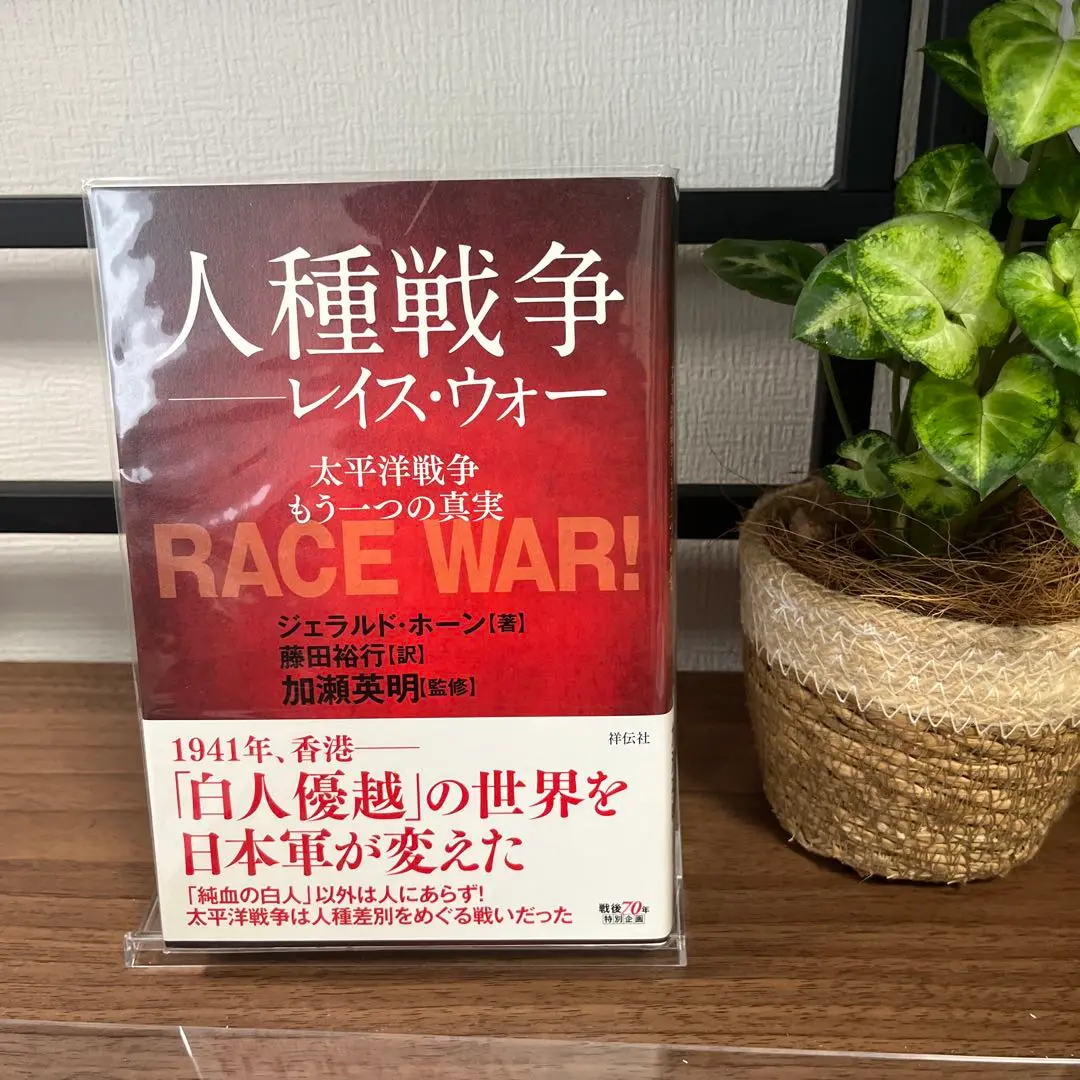 人種戦争
――レイス・ウォー
太平洋戦争
もう一つの真実
RACE WAR!
ジェラルド・ホーン【著】
藤田裕行【訳】
加瀬英明【監修】
祥伝社
1941年、香港――
「白人優越」の世界を
日本軍が変えた
「純血の白人」以外は人にあらず!
太平洋戦争は人種差別をめぐる戦いだった
戦後70年
特別企画